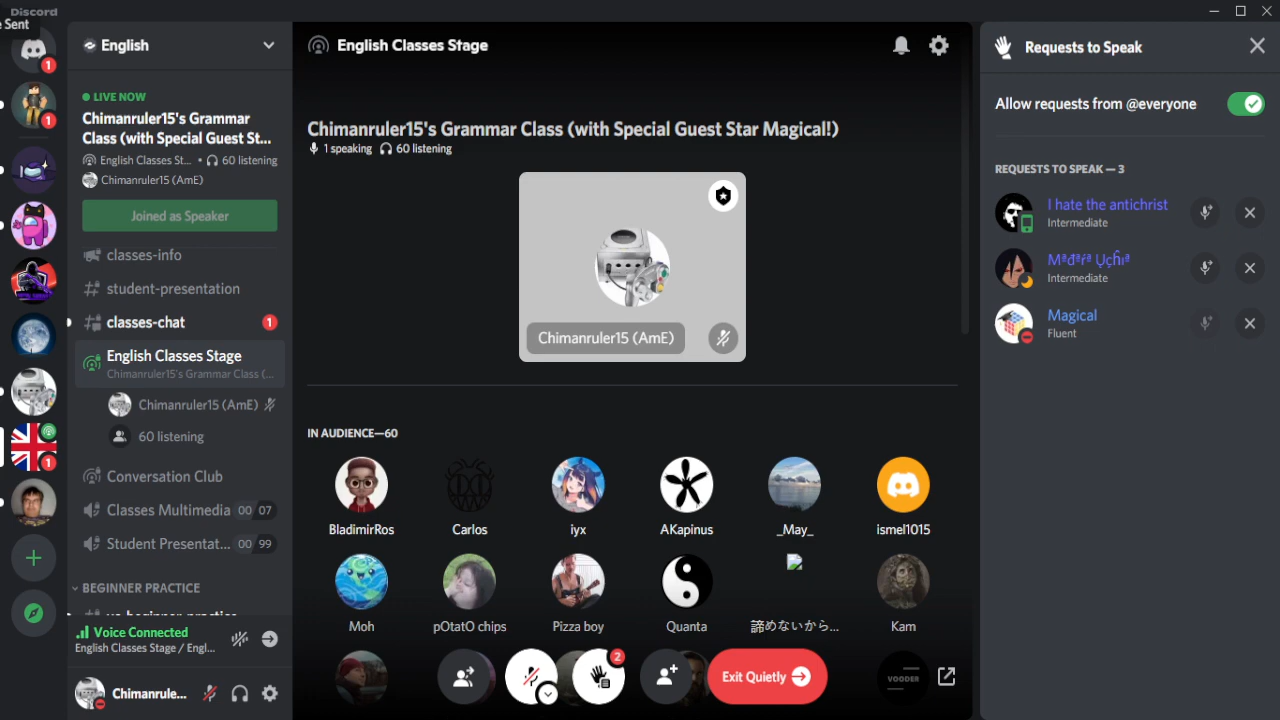 Discord
e Sent
1
1
1
English
LIVE NOW
Chimanruler15's Grammar
Class (with Special Guest St...
English Classes St... • 60 listening
Chimanruler15 (AmE)
Joined as Speaker
classes-info
student-presentation
classes-chat
1
English Classes Stage
Chimanruler15's Grammar Class (...
Chimanruler15 (AmE)
60 listening
Conversation Club
Classes Multimedia 00 07
Student Presentat... 00 99
BEGINNER PRACTICE
Voice Connected
English Classes Stage / Engl...
Chimanrule...
English Classes Stage
Chimanruler15's Grammar Class (with Special Guest Star Magical!)
1 speaking 60 listening
Chimanruler15 (AmE)
IN AUDIENCE—60
BladimirRos
Carlos
iyx
AKapinus
_May_
ismel1015
Moh
pOtatO chips
Pizza boy
Quanta
諦めないから...
Kam
2
Exit Quietly
VOODER
Requests to Speak
Allow requests from @everyone
REQUESTS TO SPEAK — 3
I hate the antichrist
Intermediate
Intermediate
Magical
Fluent